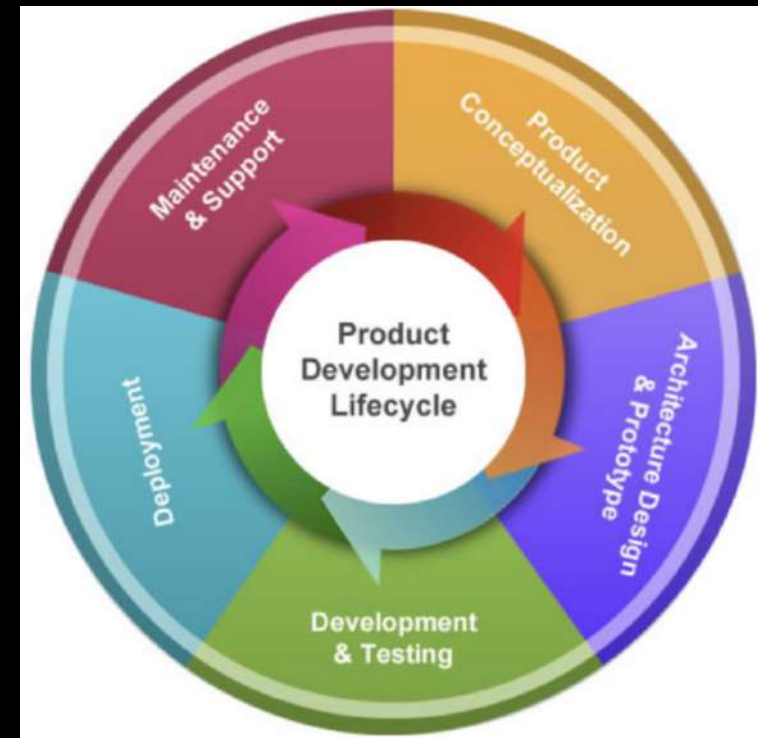 Product
Development
Lifecycle
Product
Conceptualization
Architecture Design
& Prototype
Development
& Testing
Deployment
Maintenance
& Support